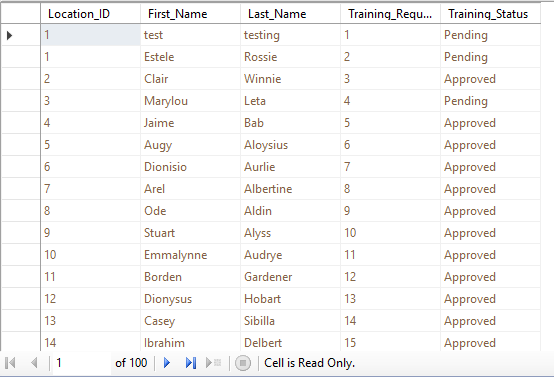 Location_ID First_Name Last_Name Training_Requ... Training_Status
1 test testing 1 Pending
1 Estele Rossie 2 Pending
2 Clair Winnie 3 Approved
3 Marylou Leta 4 Pending
4 Jaime Bab 5 Approved
5 Augy Aloysius 6 Approved
6 Dionisio Aurlie 7 Approved
7 Arel Albertine 8 Approved
8 Ode Aldin 9 Approved
9 Stuart Alyss 10 Approved
10 Emmalynne Audrye 11 Approved
11 Borden Gardener 12 Approved
12 Dionysus Hobart 13 Approved
13 Casey Sibilla 14 Approved
14 Ibrahim Delbert 15 Approved
1 of 100 Cell is Read Only.